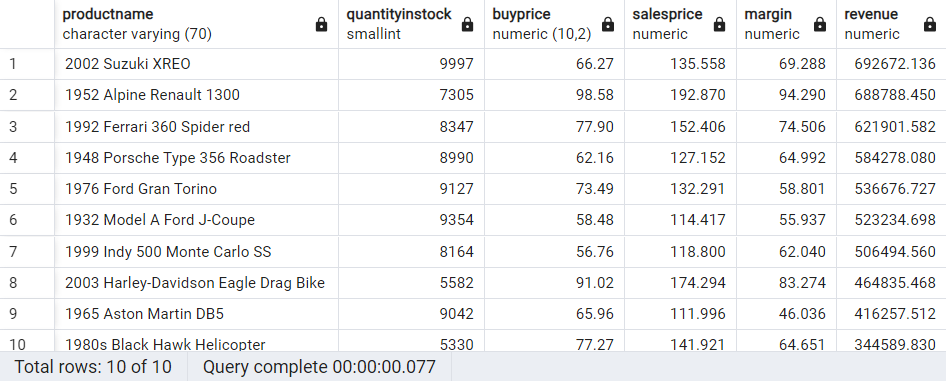 productname quantityinstock buyprice salesprice margin revenue
character varying (70) smallint numeric (10,2) numeric numeric numeric
1 2002 Suzuki XREO 9997 66.27 135.558 69.288 692672.136
2 1952 Alpine Renault 1300 7305 98.58 192.870 94.290 688788.450
3 1992 Ferrari 360 Spider red 8347 77.90 152.406 74.506 621901.582
4 1948 Porsche Type 356 Roadster 8990 62.16 127.152 64.992 584278.080
5 1976 Ford Gran Torino 9127 73.49 132.291 58.801 536676.727
6 1932 Model A Ford J-Coupe 9354 58.48 114.417 55.937 523234.698
7 1999 Indy 500 Monte Carlo SS 8164 56.76 118.800 62.040 506494.560
8 2003 Harley-Davidson Eagle Drag Bike 5582 91.02 174.294 83.274 464835.468
9 1965 Aston Martin DB5 9042 65.96 111.996 46.036 416257.512
10 1980s Black Hawk Helicopter 5330 77.27 141.921 64.651 344589.830
Total rows: 10 of 10 Query complete 00:00:00.077